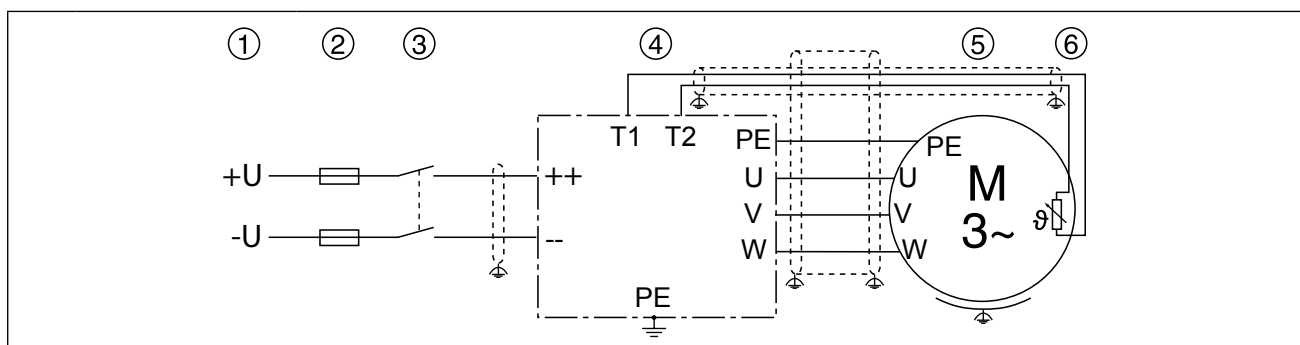 ① ② ③ ④ ⑤ ⑥
T1 T2
PE PE
+U ++ U U
M
V V
3~ ϑ
-U -- W W
PE